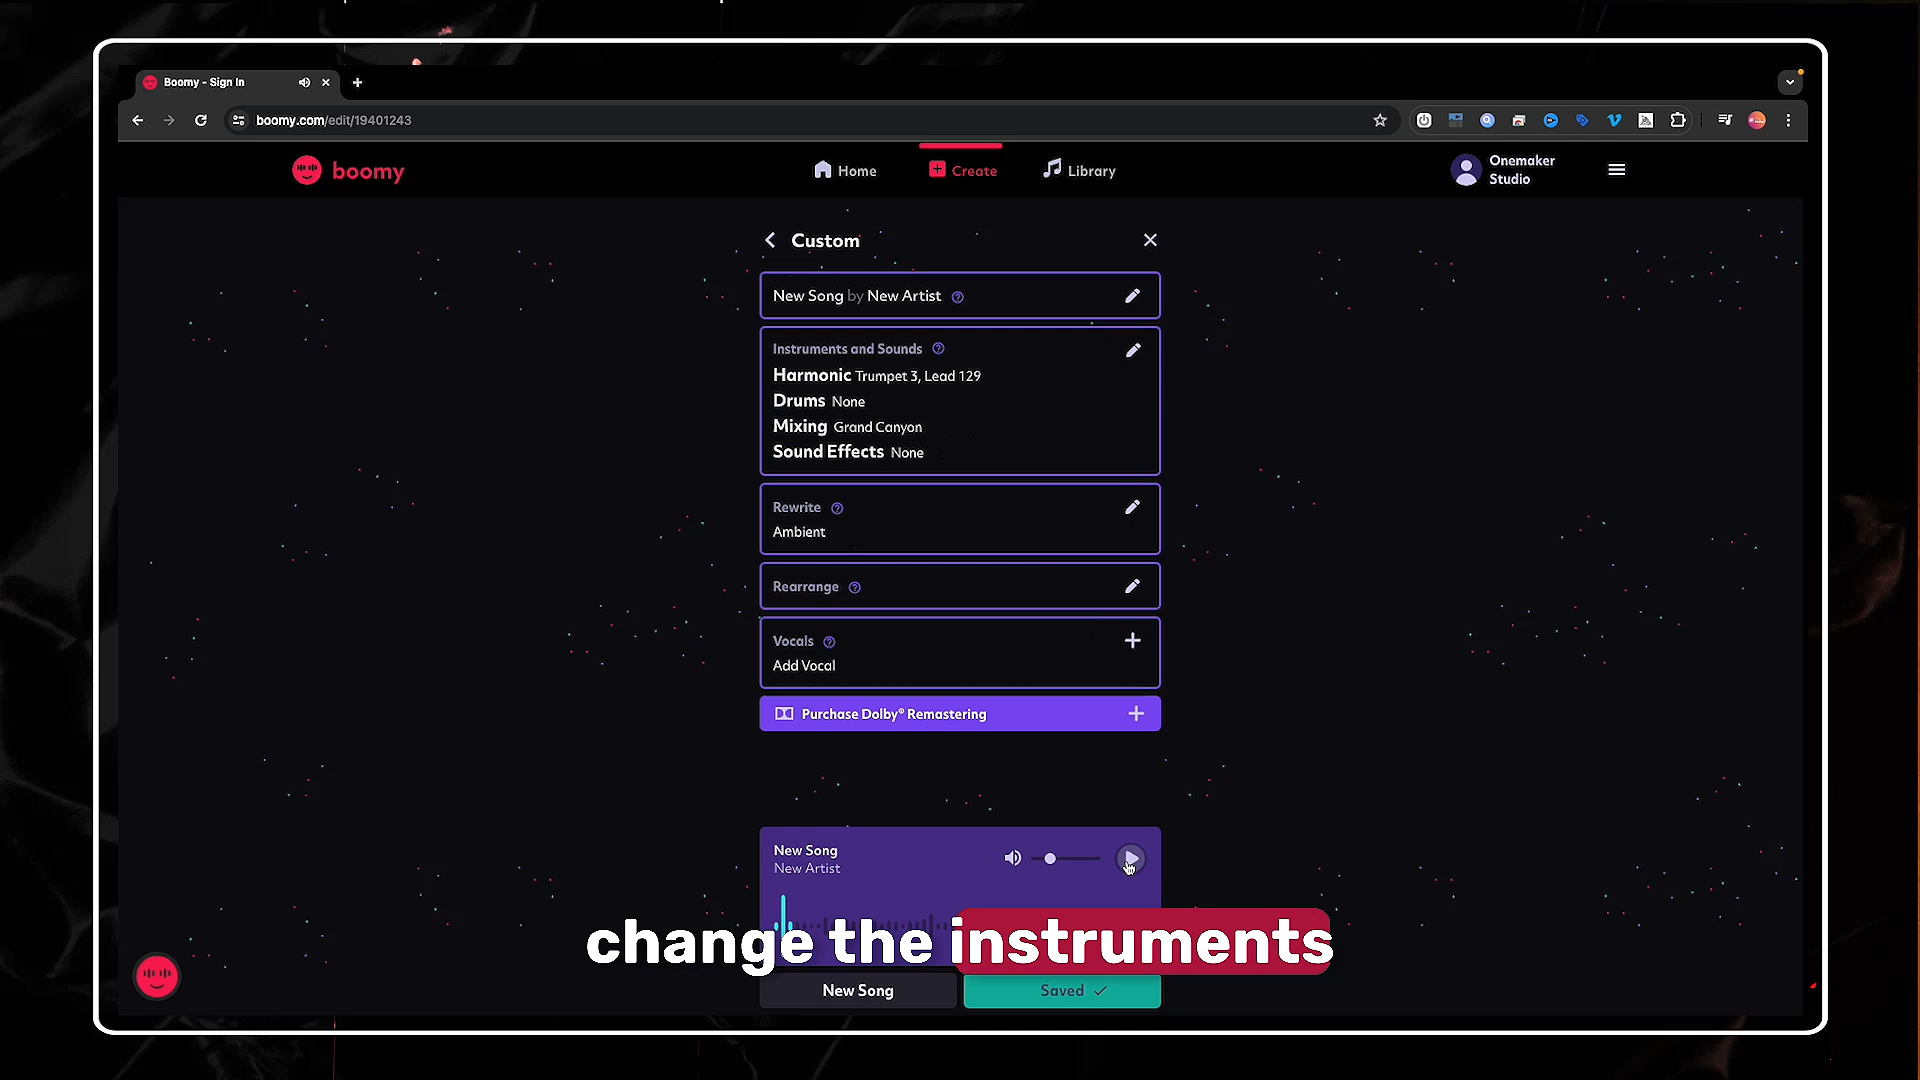 Boomy - Sign In
boomy.com/edit/19401243
boomy
Home
Create
Library
Onemaker
Studio
Custom
New Song by New Artist
Instruments and Sounds
Harmonic Trumpet 3, Lead 129
Drums None
Mixing Grand Canyon
Sound Effects None
Rewrite
Ambient
Rearrange
Vocals
Add Vocal
Purchase Dolby® Remastering
New Song
New Artist
change the instruments
New Song
Saved